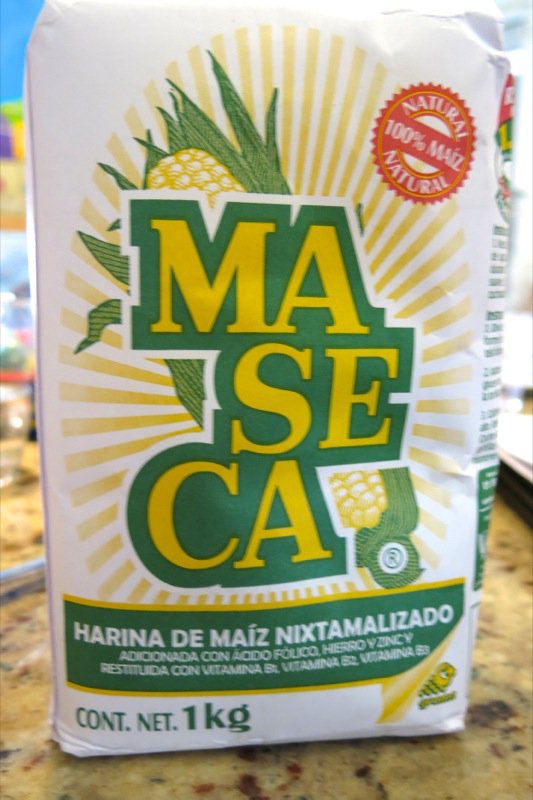 NATURAL
100% MAÍZ
NATURAL
MA
SE
CA
®
HARINA DE MAÍZ NIXTAMALIZADO
ADICIONADA CON ÁCIDO FÓLICO, HIERRO Y ZINC Y
RESTITUIDA CON VITAMINA B1, VITAMINA B2, VITAMINA B3
CONT. NET. 1kg